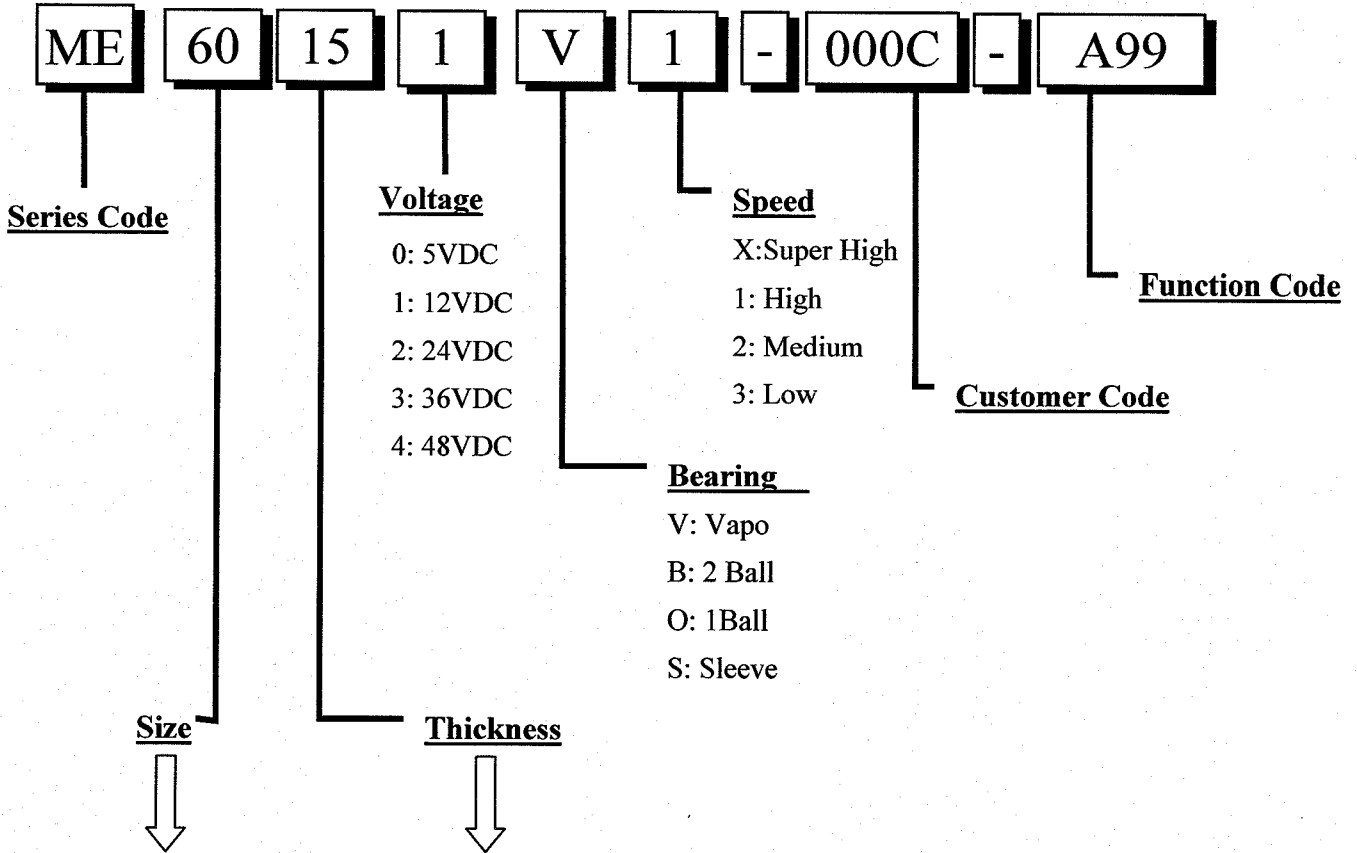 ME 60 15 1 V 1 - 000C - A99
Series Code
Voltage
0: 5VDC
1: 12VDC
2: 24VDC
3: 36VDC
4: 48VDC
Speed
X:Super High
1: High
2: Medium
3: Low
Function Code
Customer Code
Bearing
V: Vapo
B: 2 Ball
O: 1Ball
S: Sleeve
Size
Thickness